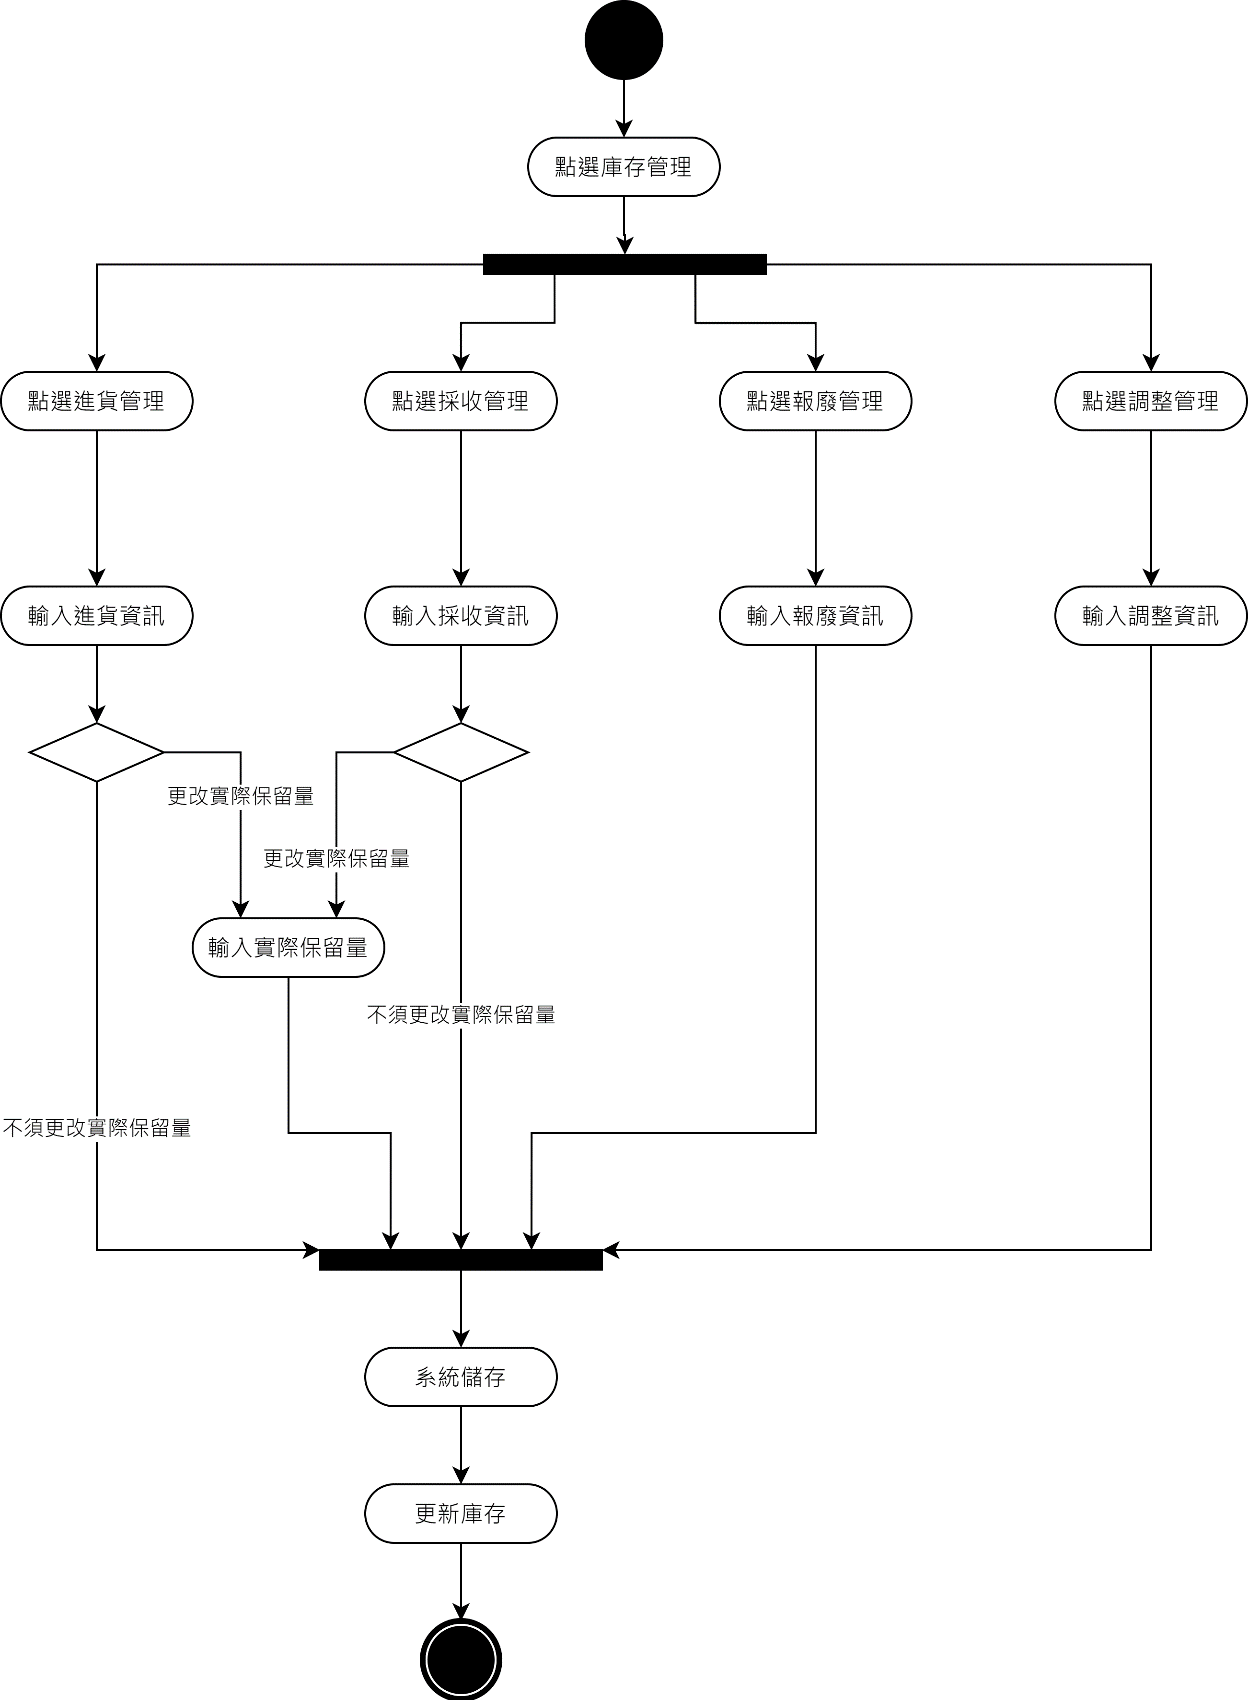 點選庫存管理
點選進貨管理
點選採收管理
點選報廢管理
點選調整管理
輸入進貨資訊
輸入採收資訊
輸入報廢資訊
輸入調整資訊
更改實際保留量
更改實際保留量
輸入實際保留量
不須更改實際保留量
不須更改實際保留量
系統儲存
更新庫存